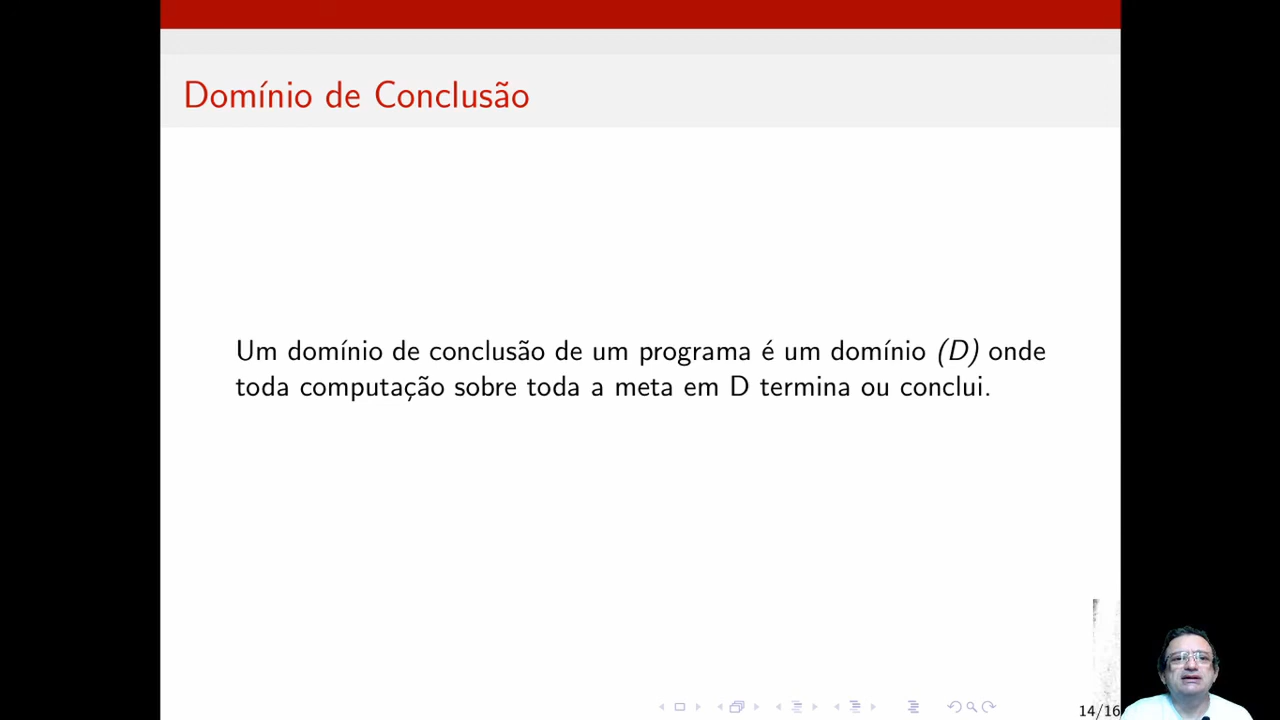 Domínio de Conclusão
Um domínio de conclusão de um programa é um domínio (D) onde
toda computação sobre toda a meta em D termina ou conclui.
14/16